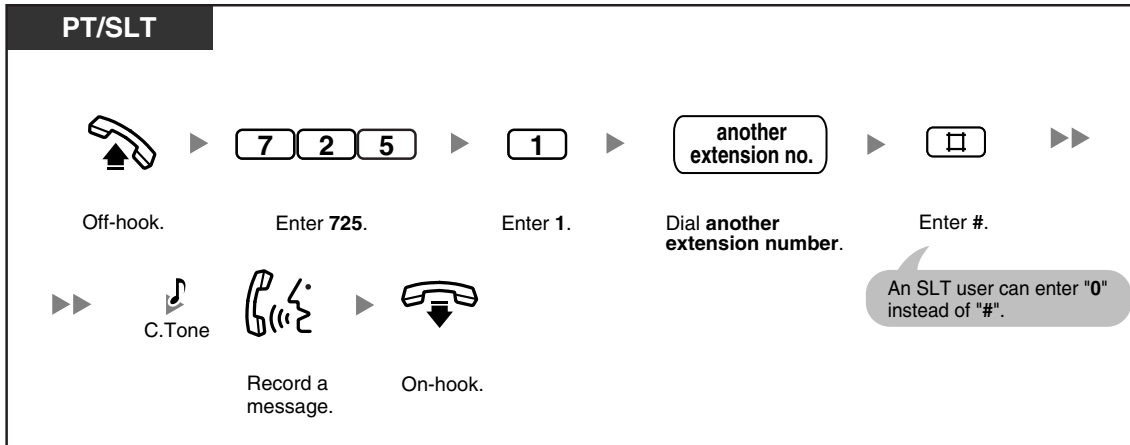 PT/SLT
7 2 5
1
another
extension no.
#
Off-hook.
Enter 725.
Enter 1.
Dial another
extension number.
Enter #.
An SLT user can enter "0"
instead of "#".
C.Tone
Record a
message.
On-hook.